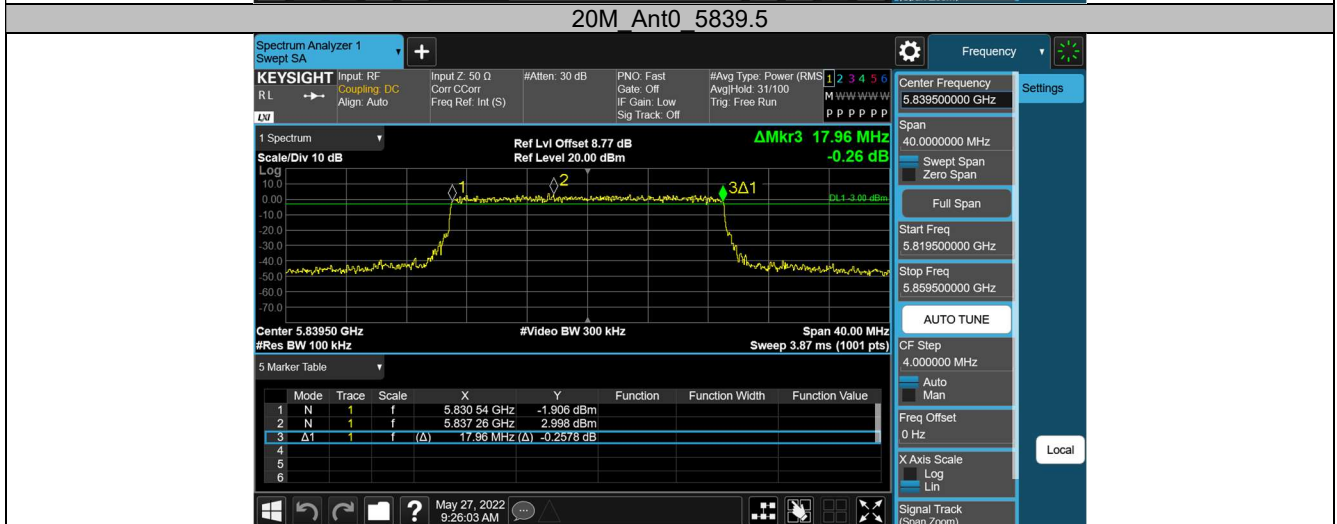 20M_Ant0_5839.5
Spectrum Analyzer 1
Swept SA
Frequency
KEYSIGHT
RL
LXI
Input: RF
Coupling: DC
Align: Auto
Input Z: 50 Ω
Corr CCorr
Freq Ref: Int (S)
#Atten: 30 dB
PNO: Fast
Gate: Off
IF Gain: Low
Sig Track: Off
#Avg Type: Power (RMS
Avg|Hold: 31/100
Trig: Free Run
1 2 3 4 5 6
M W W W W W
P P P P P P
1 Spectrum
Scale/Div 10 dB
Ref Lvl Offset 8.77 dB
Ref Level 20.00 dBm
ΔMkr3 17.96 MHz
-0.26 dB
Log
10.0
0.00
-10.0
-20.0
-30.0
-40.0
-50.0
-60.0
-70.0
1
2
3Δ1
DL1 -3.00 dBm
Center 5.83950 GHz
#Res BW 100 kHz
#Video BW 300 kHz
Span 40.00 MHz
Sweep 3.87 ms (1001 pts)
5 Marker Table
Mode Trace Scale X Y Function Function Width Function Value
1 N 1 f 5.830 54 GHz -1.906 dBm
2 N 1 f 5.837 26 GHz 2.998 dBm
3 Δ1 1 f (Δ) 17.96 MHz (Δ) -0.2578 dB
4
5
6
?
May 27, 2022
9:26:03 AM
Center Frequency
5.839500000 GHz
Settings
Span
40.0000000 MHz
Swept Span
Zero Span
Full Span
Start Freq
5.819500000 GHz
Stop Freq
5.859500000 GHz
AUTO TUNE
CF Step
4.000000 MHz
Auto
Man
Freq Offset
0 Hz
X Axis Scale
Log
Lin
Local
Signal Track
(Span Zoom)